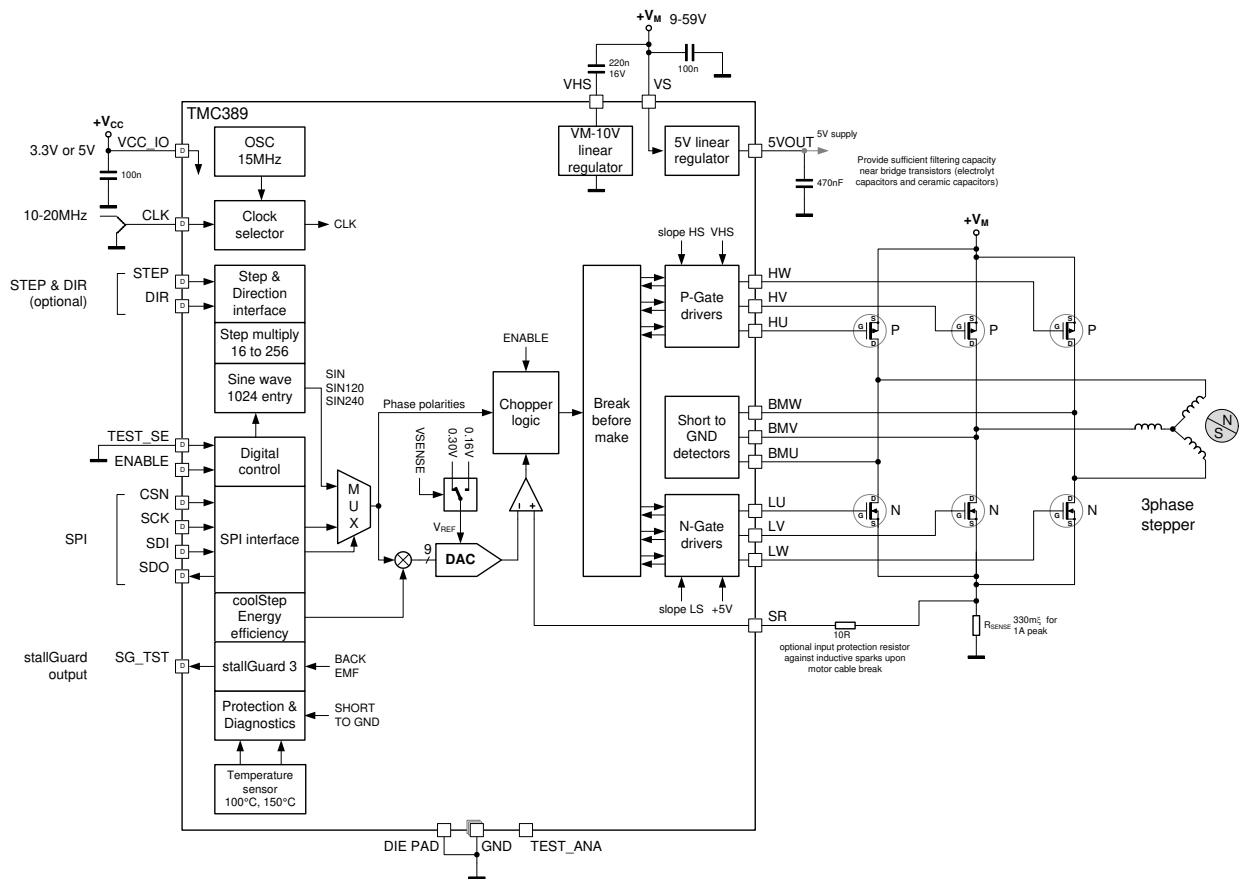 +VM 9-59V
220n
16V
100n
VHS
VS
TMC389
+VCC
VCC_IO
3.3V or 5V
D
100n
OSC
15MHz
VM-10V
linear
regulator
5V linear
regulator
5VOUT
5V supply
470nF
Provide sufficient filtering capacity
near bridge transistors (electrolyt
capacitors and ceramic capacitors)
10-20MHz
CLK
D
Clock
selector
CLK
+VM
slope HS
VHS
STEP & DIR
(optional)
STEP
D
DIR
D
Step &
Direction
interface
Step multiply
16 to 256
Sine wave
1024 entry
SIN
SIN120
SIN240
P-Gate
drivers
HW
HV
HU
G
S
D
P
G
S
D
P
G
S
D
P
ENABLE
Phase polarities
Chopper
logic
Break
before
make
Short to
GND
detectors
BMW
BMV
BMU
N
S
3phase
stepper
TEST_SE
D
ENABLE
D
Digital
control
VSENSE
0.30V
0.16V
M
U
X
VREF
SPI
CSN
D
SCK
D
SDI
D
SDO
D
SPI interface
9
DAC
−
+
N-Gate
drivers
LU
LV
LW
G
D
S
N
G
D
S
N
G
D
S
N
slope LS
+5V
coolStep
Energy
efficiency
SR
10R
optional input protection resistor
against inductive sparks upon
motor cable break
RSENSE 330mξ for
1A peak
stallGuard
output
SG_TST
D
stallGuard 3
BACK
EMF
Protection &
Diagnostics
SHORT
TO GND
Temperature
sensor
100°C, 150°C
DIE PAD
GND
TEST_ANA